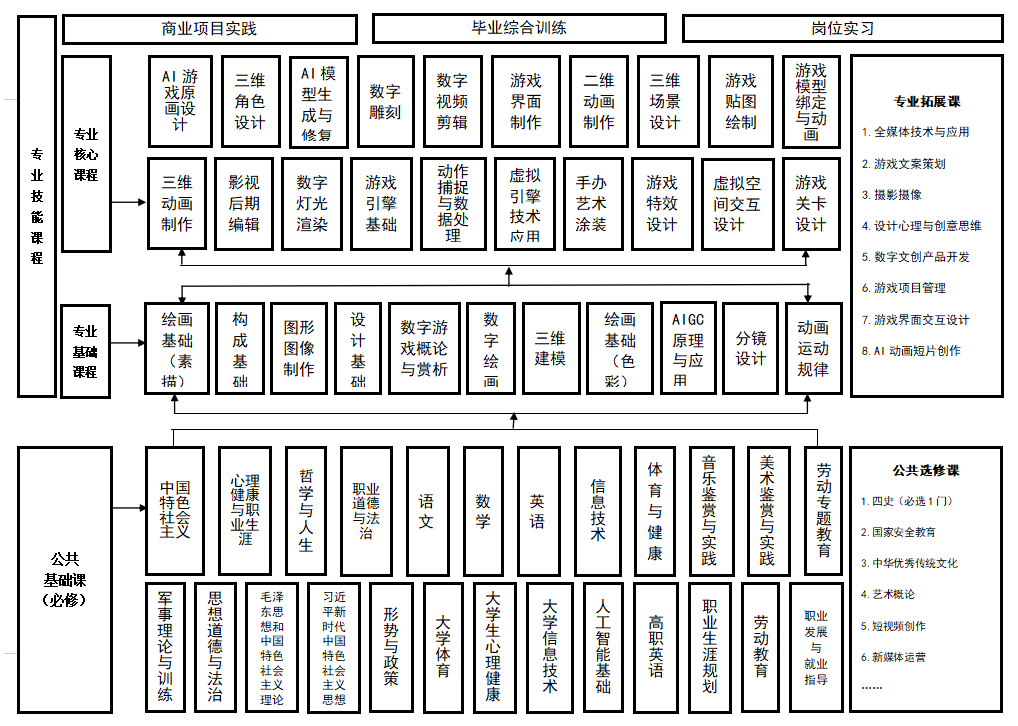 商业项目实践
毕业综合训练
岗位实习
专业技能课程
专业
核心
课程
AI 游
戏原
画设
计
三维
角色
设计
AI 模
型生
成与
修复
数字
雕刻
数字
视频
剪辑
游戏
界面
制作
二维
动画
制作
三维
场景
设计
游戏
贴图
绘制
游戏
模型
绑定
与动
画
三维
动画
制作
影视
后期
编辑
数字
灯光
渲染
游戏
引擎
基础
动作
捕捉
与数
据处
理
虚拟
引擎
技术
应用
手办
艺术
涂装
游戏
特效
设计
虚拟空
间交互
设计
游戏
关卡
设计
专业拓展课
1. 全媒体技术与应用
2. 游戏文案策划
3. 摄影摄像
4. 设计心理与创意思维
5. 数字文创产品开发
6. 游戏项目管理
7. 游戏界面交互设计
8. AI 动画短片创作
专业
基础
课程
绘画
基础
（素
描）
构
成
基
础
图形
图像
制作
设
计
基
础
数字游
戏概论
与赏析
数
字
绘
画
三维
建模
绘画
基础
（色
彩）
AIGC
原理
与应
用
分镜
设计
动画
运动
规律
公共
基础课
（必修）
中国
特色
社会
主义
心理
健康
与职
业生
涯
哲学与人生
职业
道德
与法
治
语文
数学
英语
信息技术
体育与健康
音乐鉴赏与实践
美术鉴赏与实践
劳动专题教育
军事理论与训练
思想道德与法治
毛泽
东思
想和
中国
特色
社会
主义
理论
习近
平新
时代
中国
特色
社会
主义
思想
形势与政策
大学体育
大学生心理健康
大学信息技术
人工智能基础
高职英语
职业生涯规划
劳动教育
职业
发展
与
就业
指导
公共选修课
1. 四史（必选 1 门）
2. 国家安全教育
3. 中华优秀传统文化
4. 艺术概论
5. 短视频创作
6. 新媒体运营
……